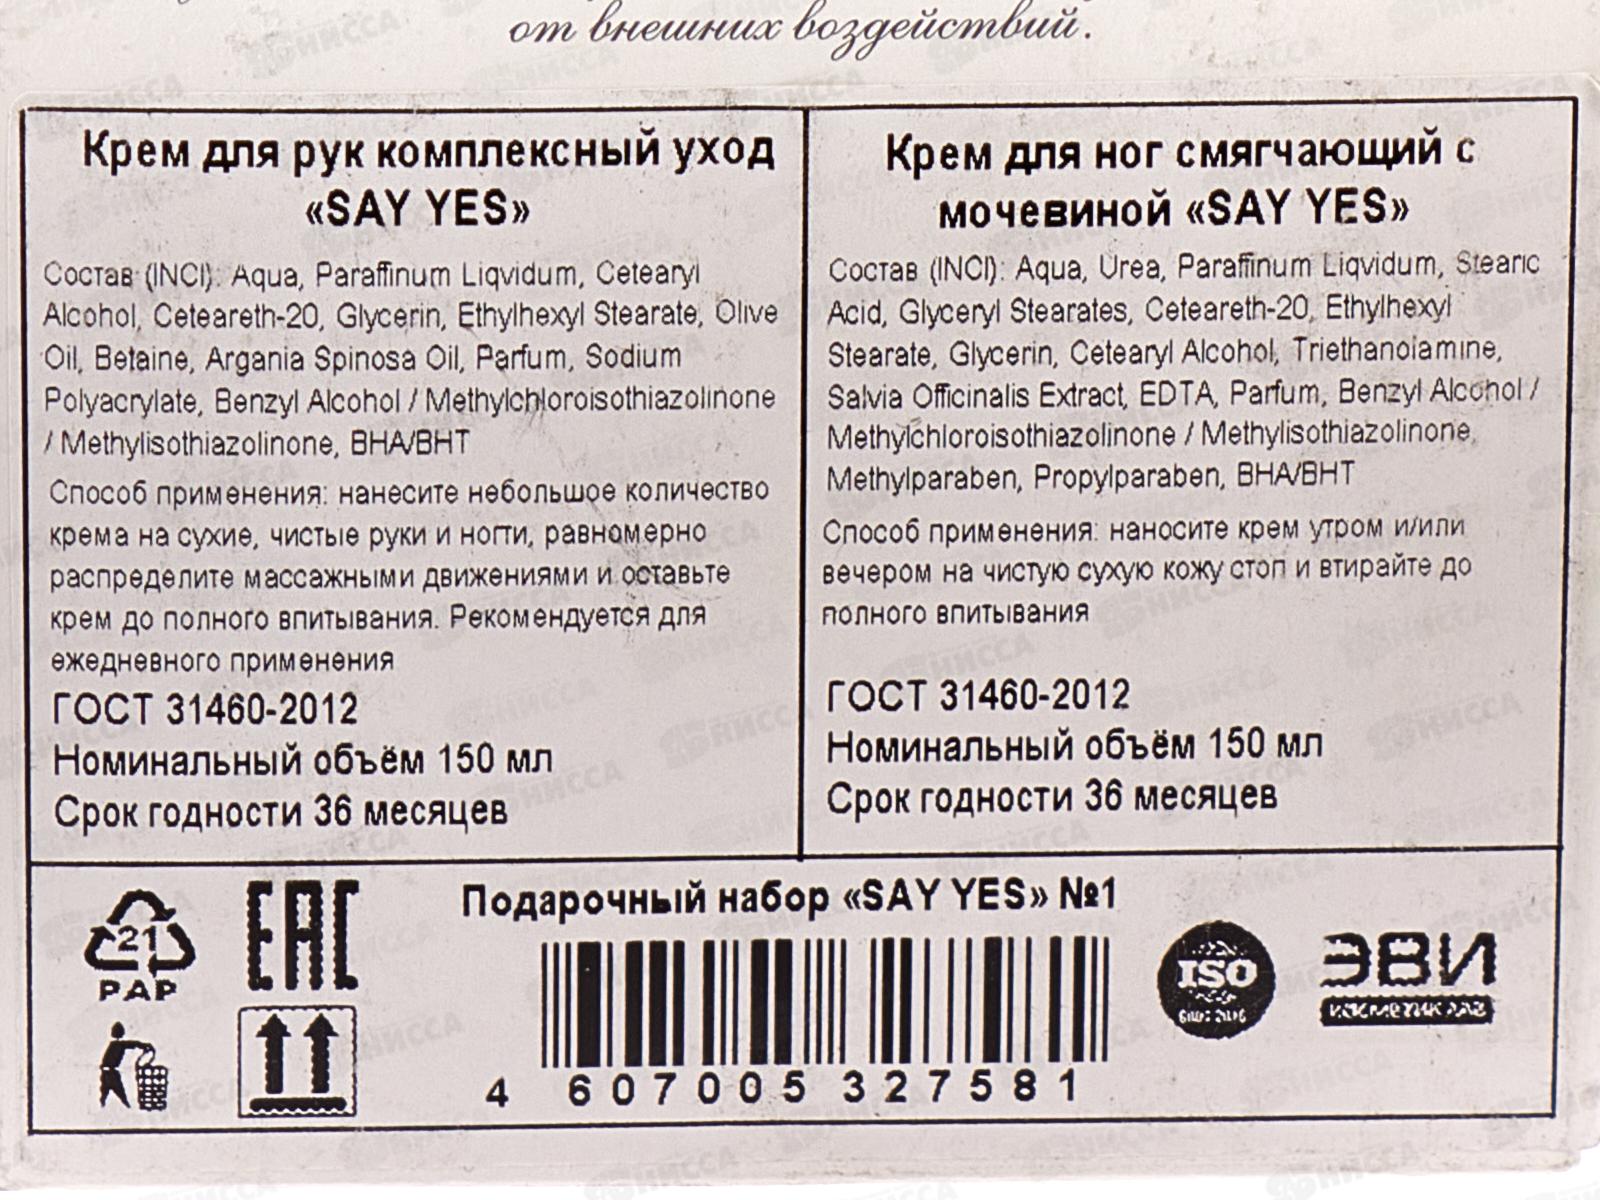 от внешних воздействий.
Крем для рук комплексный уход
«SAY YES»
Состав (INCI): Aqua, Paraffinum Liqvidum, Cetearyl
Alcohol, Ceteareth-20, Glycerin, Ethylhexyl Stearate, Olive
Oil, Betaine, Argania Spinosa Oil, Parfum, Sodium
Polyacrylate, Benzyl Alcohol / Methylchloroisothiazolinone
/ Methylisothiazolinone, BHA/BHT
Способ применения: нанесите небольшое количество
крема на сухие, чистые руки и ногти, равномерно
распределите массажными движениями и оставьте
крем до полного впитывания. Рекомендуется для
ежедневного применения
ГОСТ 31460-2012
Номинальный объём 150 мл
Срок годности 36 месяцев
Крем для ног смягчающий с
мочевиной «SAY YES»
Состав (INCI): Aqua, Urea, Paraffinum Liqvidum, Stearic
Acid, Glyceryl Stearates, Ceteareth-20, Ethylhexyl
Stearate, Glycerin, Cetearyl Alcohol, Triethanolamine,
Salvia Officinalis Extract, EDTA, Parfum, Benzyl Alcohol /
Methylchloroisothiazolinone / Methylisothiazolinone,
Methylparaben, Propylparaben, BHA/BHT
Способ применения: наносите крем утром и/или
вечером на чистую сухую кожу стоп и втирайте до
полного впитывания
ГОСТ 31460-2012
Номинальный объём 150 мл
Срок годности 36 месяцев
21
PAP
EAC
Подарочный набор «SAY YES» №1
4 607005 327581
ISO
ЭВИ
КОСМЕТИК ЛАБ
НИССА